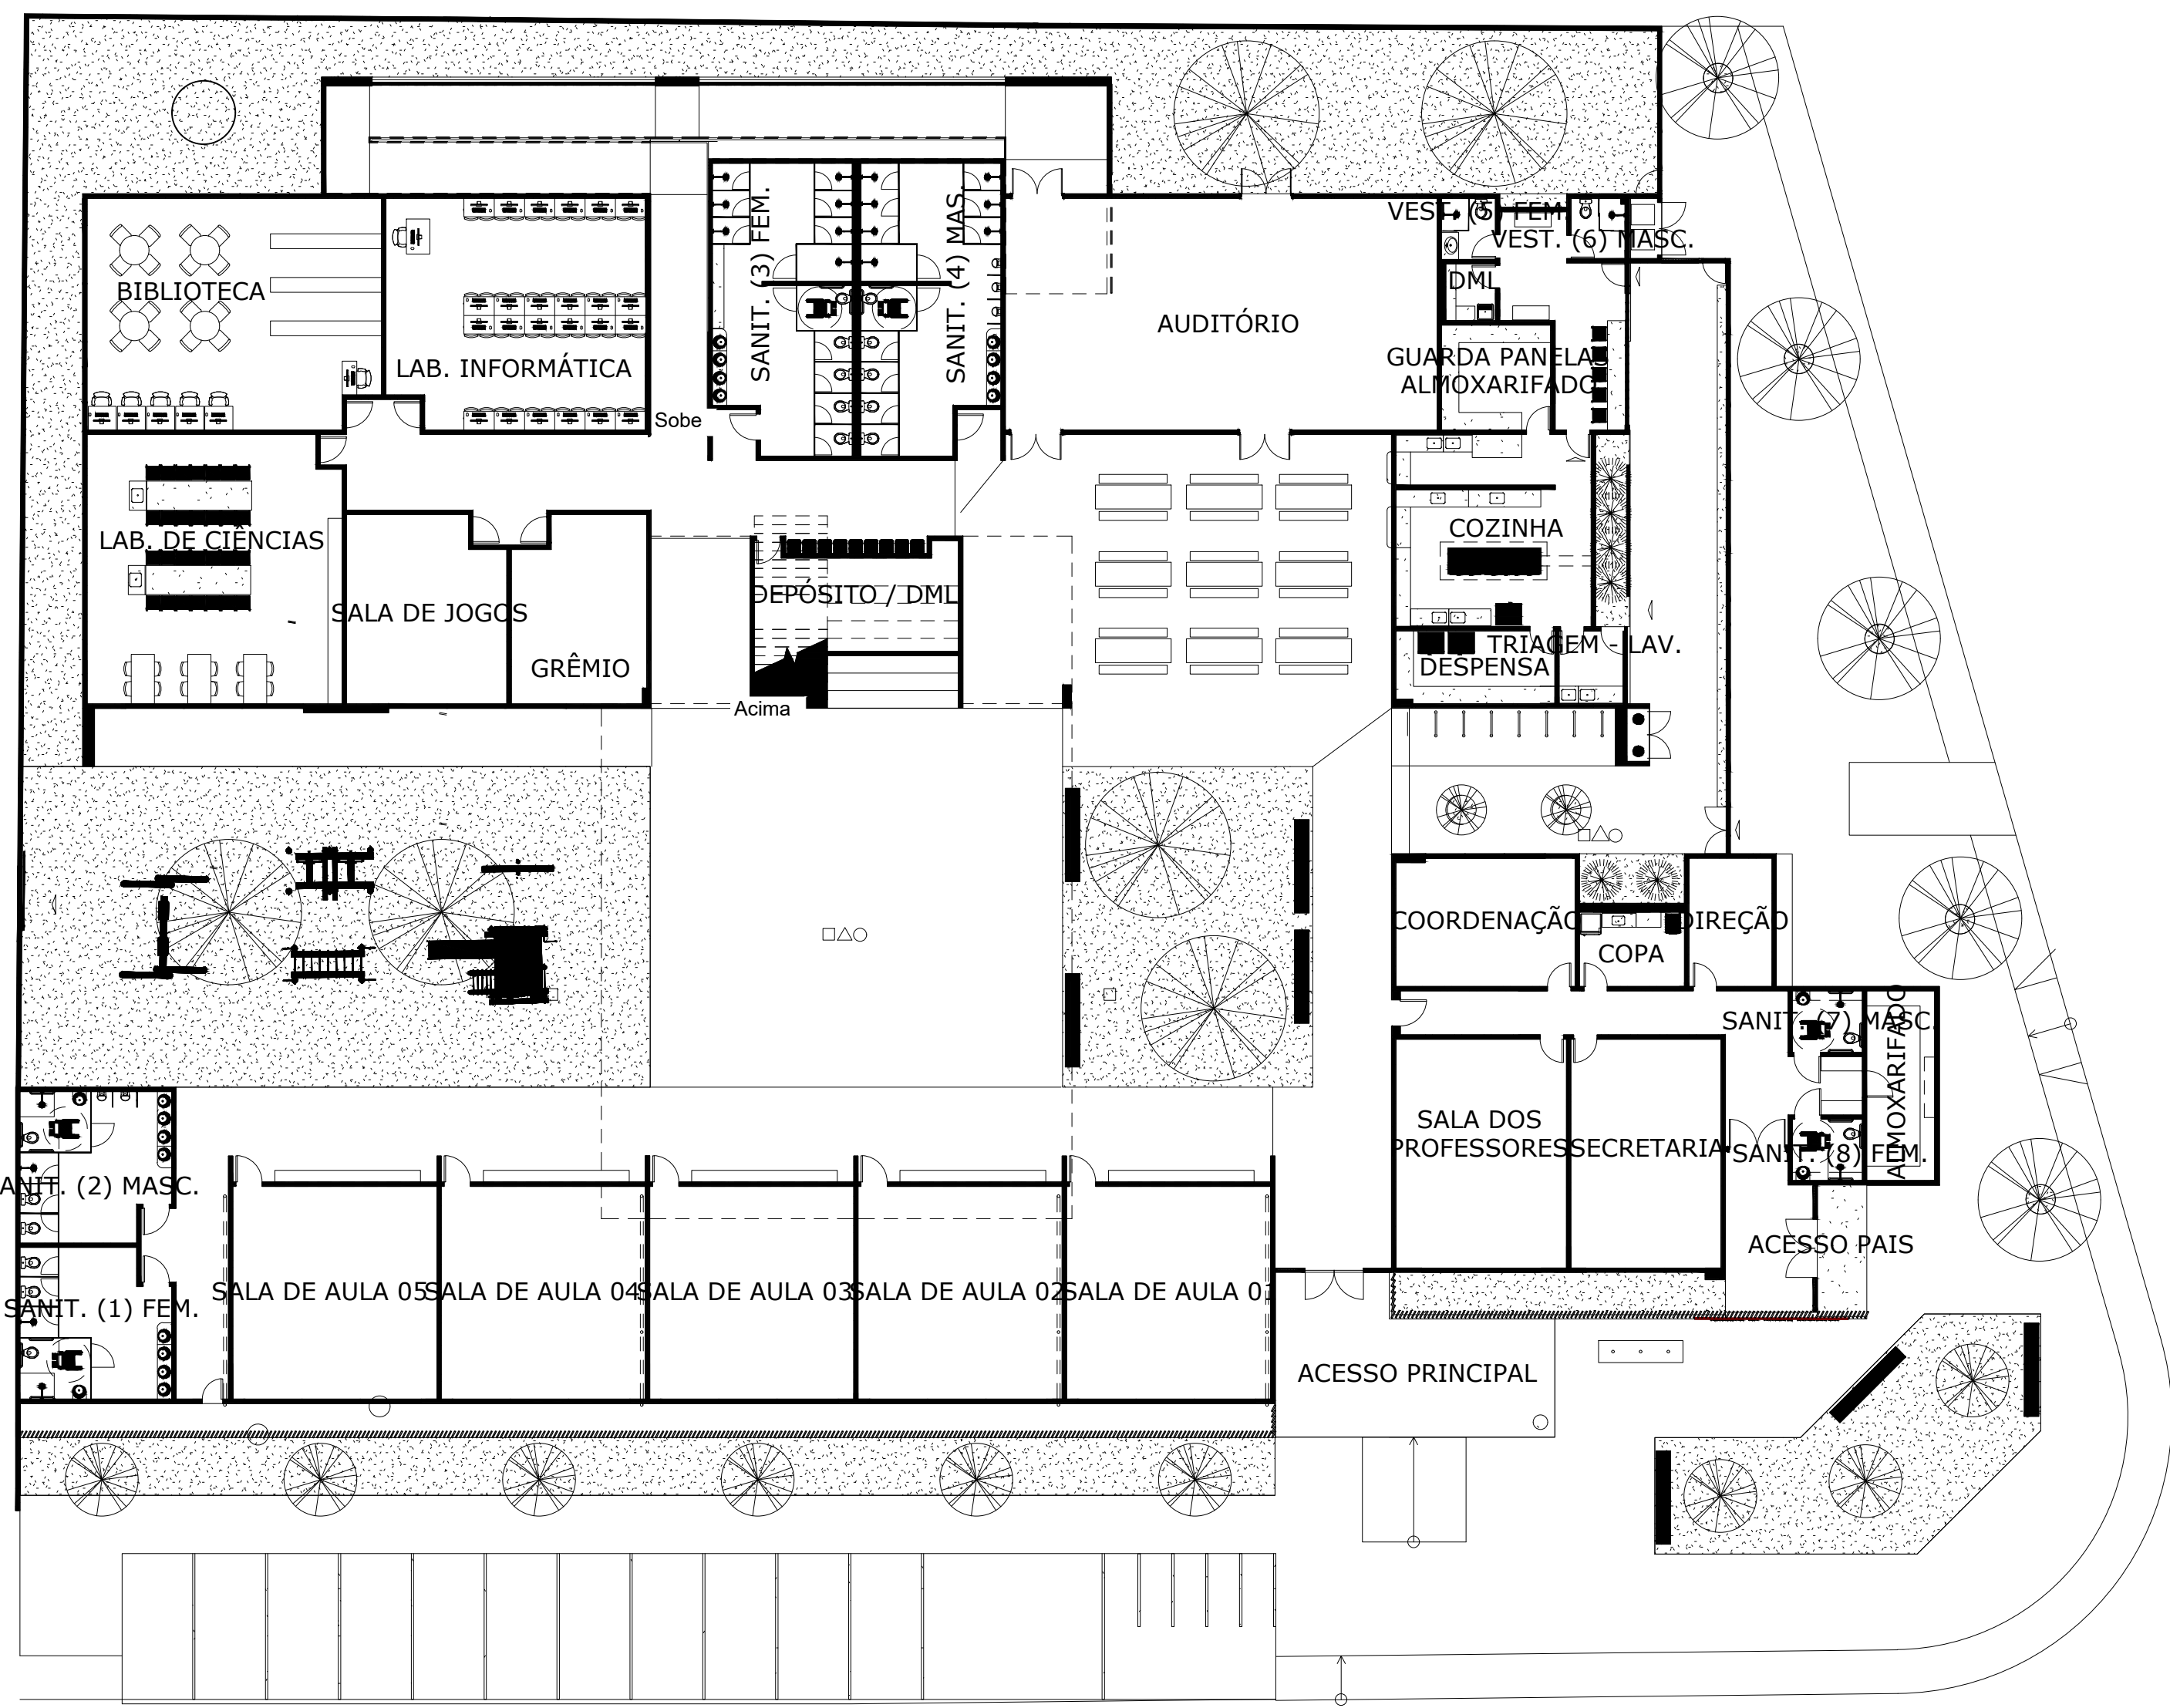 VEST. (5) FEM.
VEST. (6) MASC.
SANIT. (3) FEM.
SANIT. (4) MAS.
BIBLIOTECA
DML
AUDITÓRIO
LAB. INFORMÁTICA
GUARDA PANELAS
ALMOXARIFADO
Sobe
COZINHA
LAB. DE CIÊNCIAS
DEPÓSITO / DML
SALA DE JOGOS
GRÊMIO
TRIAGEM - LAV.
DESPENSA
Acima
COORDENAÇÃO
COPA
DIREÇÃO
SANIT. (7) MASC.
ALMOXARIFADO
SALA DOS
PROFESSORES
SECRETARIA
SANIT. (8) FEM.
SANIT. (2) MASC.
ACESSO PAIS
SANIT. (1) FEM.
SALA DE AULA 05
SALA DE AULA 04
SALA DE AULA 03
SALA DE AULA 02
SALA DE AULA 01
ACESSO PRINCIPAL